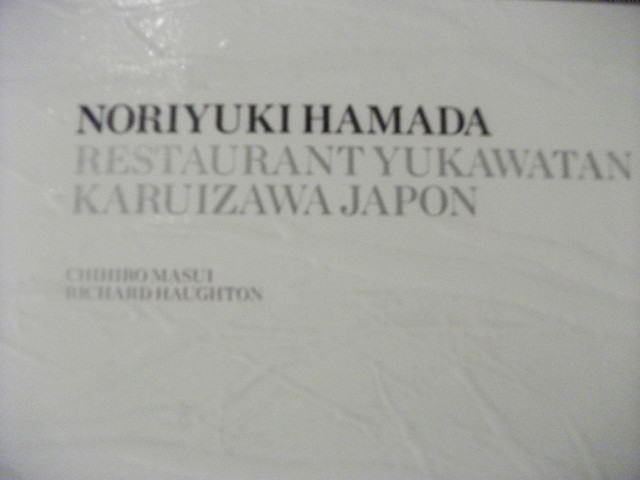 NORIYUKI HAMADA
RESTAURANT YUKAWATAN
KARUIZAWA JAPON
CHIHIRO MASUI
RICHARD HAUGHTON